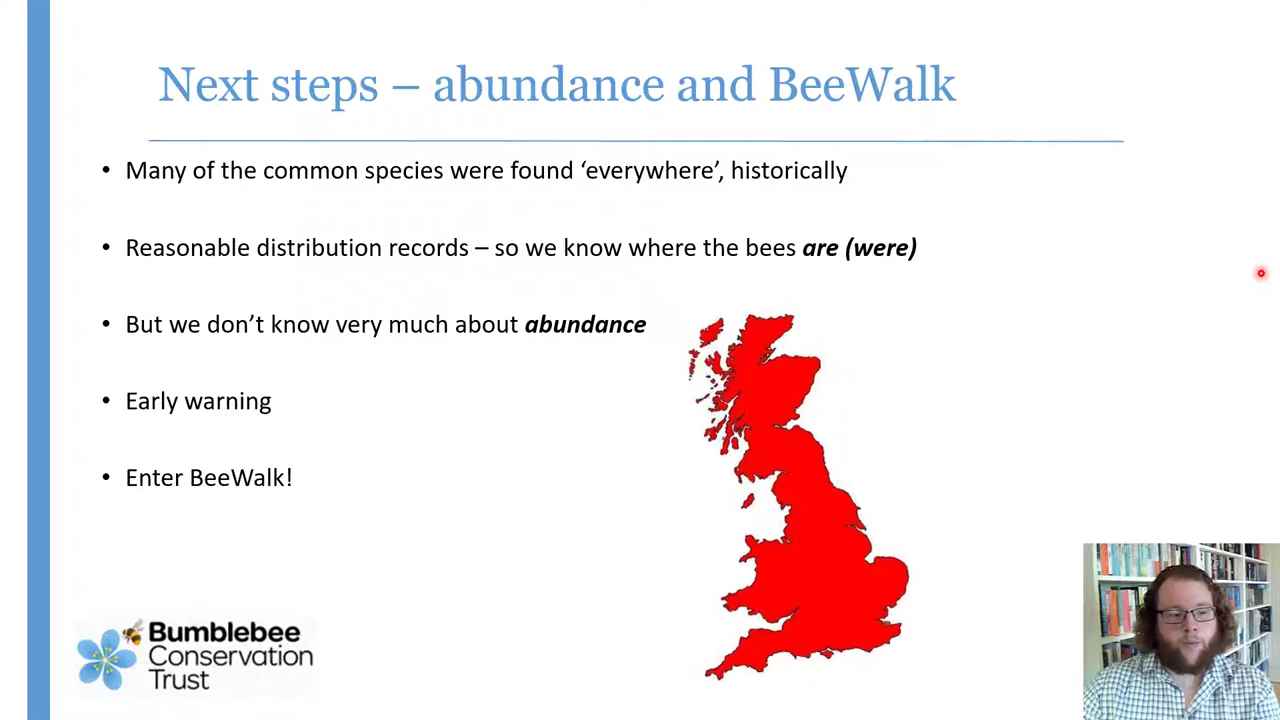 Next steps – abundance and BeeWalk
• Many of the common species were found ‘everywhere’, historically
• Reasonable distribution records – so we know where the bees are (were)
• But we don’t know very much about abundance
• Early warning
• Enter BeeWalk!
Bumblebee
Conservation
Trust